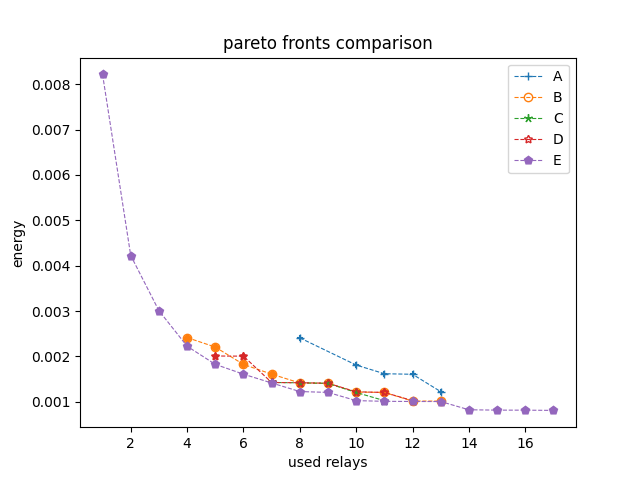 pareto fronts comparison
A
B
C
D
E
0.008
0.007
0.006
0.005
0.004
0.003
0.002
0.001
energy
2 4 6 8 10 12 14 16
used relays